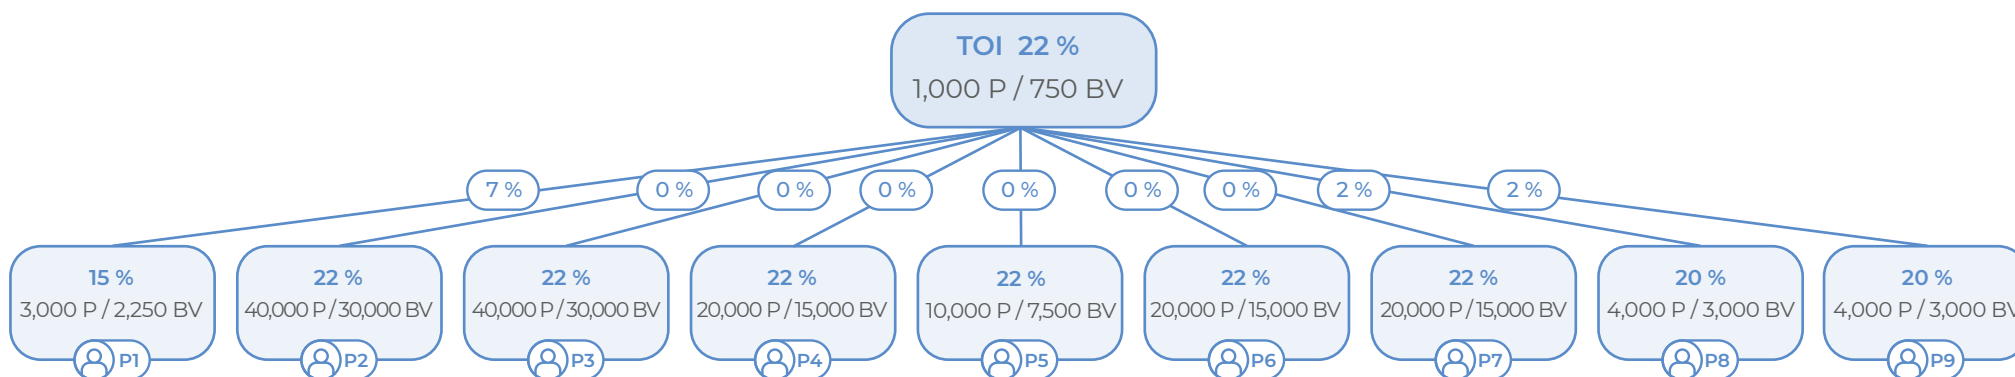 TOI 22 %
1,000 P / 750 BV
7 %
0 %
0 %
0 %
0 %
0 %
0 %
2 %
2 %
15 %
3,000 P / 2,250 BV
P1
22 %
40,000 P / 30,000 BV
P2
22 %
40,000 P / 30,000 BV
P3
22 %
20,000 P / 15,000 BV
P4
22 %
10,000 P / 7,500 BV
P5
22 %
20,000 P / 15,000 BV
P6
22 %
20,000 P / 15,000 BV
P7
20 %
4,000 P / 3,000 BV
P8
20 %
4,000 P / 3,000 BV
P9